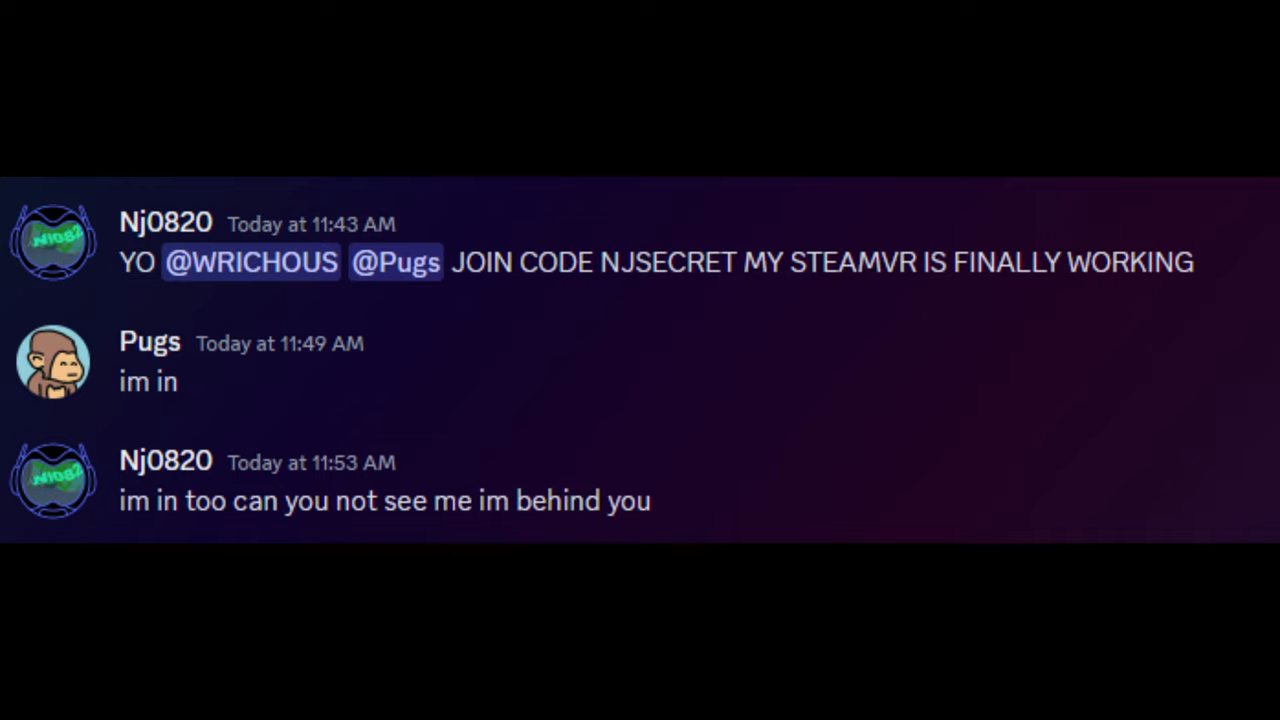 Nj0820 Today at 11:43 AM
YO @WRICHOUS @Pugs JOIN CODE NJSECRET MY STEAMVR IS FINALLY WORKING
Pugs Today at 11:49 AM
im in
Nj0820 Today at 11:53 AM
im in too can you not see me im behind you